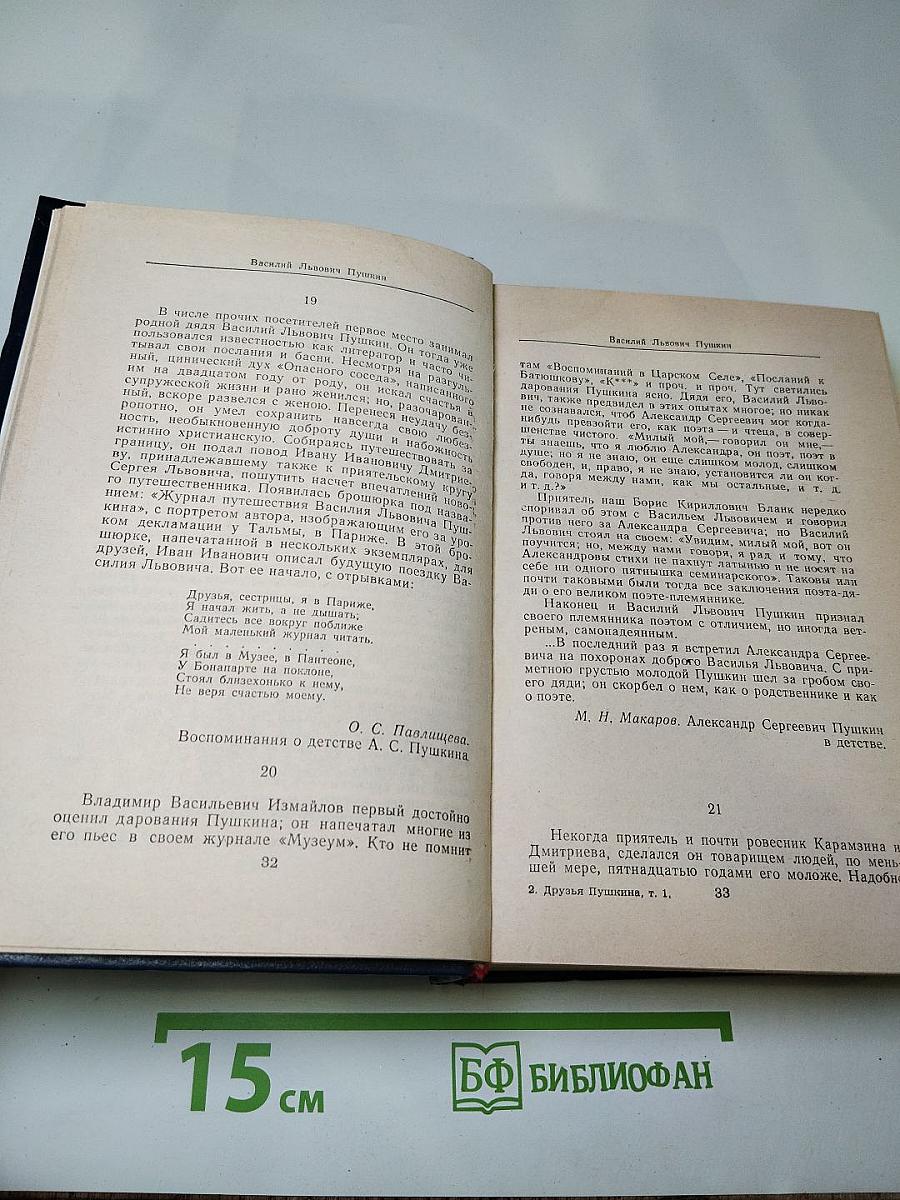 Василий Львович Пушкин
19
В числе прочих посетителей первое место занимал
родной дядя Василий Львович Пушкин. Он тогда уже
пользовался известностью как литератор и часто чи-
тывал свои послания и басни. Несмотря на разгуль-
ный, цинический дух «Опасного соседа», написанного
им на двадцатом году от роду, он искал счастья в
супружеской жизни и рано женился; но, разочарован-
ный, вскоре развелся с женою. Перенеся неудачу без-
ропотно, он умел сохранить навсегда свою любез-
ность, необыкновенную доброту души и набожность
истинно христианскую. Собираясь путешествовать за
границу, он подал повод Ивану Ивановичу Дмитрие-
ву, принадлежавшему также к приятельскому кругу
Сергея Львовича, пошутить насчет впечатлений ново-
го путешественника. Появилась брошюрка под назва-
нием: «Журнал путешествия Василия Львовича Пуш-
кина», с портретом автора, изображающим его за уро-
ком декламации у Тальмы, в Париже. В этой бро-
шюрке, напечатанной в нескольких экземплярах, для
друзей, Иван Иванович описал будущую поездку Ва-
силия Львовича. Вот ее начало, с отрывками:
Друзья, сестрицы, я в Париже,
Я начал жить, а не дышать;
Садитесь все вокруг поближе
Мой маленький журнал читать.
. . . . . . . . . . . . .
Я был в Музее, в Пантеоне,
У Бонапарте на поклоне,
Стоял близехонько к нему,
Не веря счастью моему.
О. С. Павлищева.
Воспоминания о детстве А. С. Пушкина
20
Владимир Васильевич Измайлов первый достойно
оценил дарования Пушкина; он напечатал многие из
его пьес в своем журнале «Музеум». Кто не помнит
32
Василий Львович Пушкин
там «Воспоминаний в Царском Селе», «Посланий к
Батюшкову», «К***» и проч. и проч. Тут светились
дарования Пушкина ясно. Дядя его, Василий Льво-
вич, также предвидел в этих опытах многое; но никак
не сознавался, чтоб Александр Сергеевич мог когда-
нибудь превзойти его, как поэта — и чтеца, в совер-
шенстве чистого. «Милый мой,— говорил он мне,—
ты знаешь, что я люблю Александра, он поэт, поэт в
душе; но я не знаю, он еще слишком молод, слишком
свободен, и, право, я не знаю, установится ли он ког-
да, говоря между нами, как мы остальные, и т. д.
и т. д.?»
Приятель наш Борис Кириллович Бланк нередко
споривал об этом с Васильем Львовичем и говорил
против него за Александра Сергеевича; но Василий
Львович стоял на своем: «Увидим, милый мой, вот он
поучится; но, между нами говоря, я рад и тому, что
Александровы стихи не пахнут латынью и не носят на
себе ни одного пятнышка семинарского». Таковы или
почти таковыми были тогда все заключения поэта-дя-
ди о его великом поэте-племяннике.
Наконец и Василий Львович Пушкин признал
своего племянника поэтом с отличием, но иногда вет-
реным, самонадеянным.
...В последний раз я встретил Александра Сергее-
вича на похоронах доброго Василья Львовича. С при-
метною грустью молодой Пушкин шел за гробом сво-
его дяди; он скорбел о нем, как о родственнике и как
о поэте.
М. Н. Макаров. Александр Сергеевич Пушкин
в детстве.
21
Некогда приятель и почти ровесник Карамзина и
Дмитриева, сделался он товарищем людей, по мень-
шей мере, пятнадцатью годами его моложе. Надобно
2. Друзья Пушкина, т. 1.
33
15 см
БФ БИБЛИОФАН